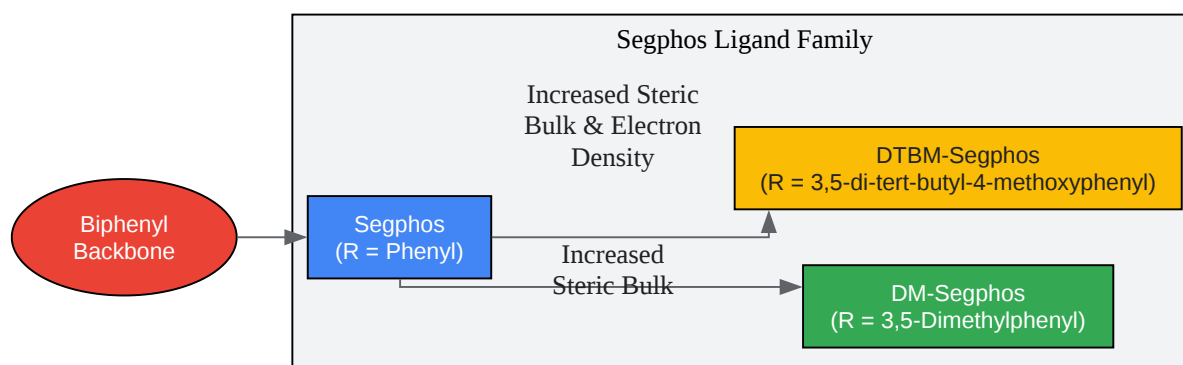 Segphos Ligand Family
Increased Steric
Bulk & Electron
Density
DTBM-Segphos
(R = 3,5-di-tert-butyl-4-methoxyphenyl)
Biphenyl
Backbone
Segphos
(R = Phenyl)
Increased
Steric Bulk
DM-Segphos
(R = 3,5-Dimethylphenyl)